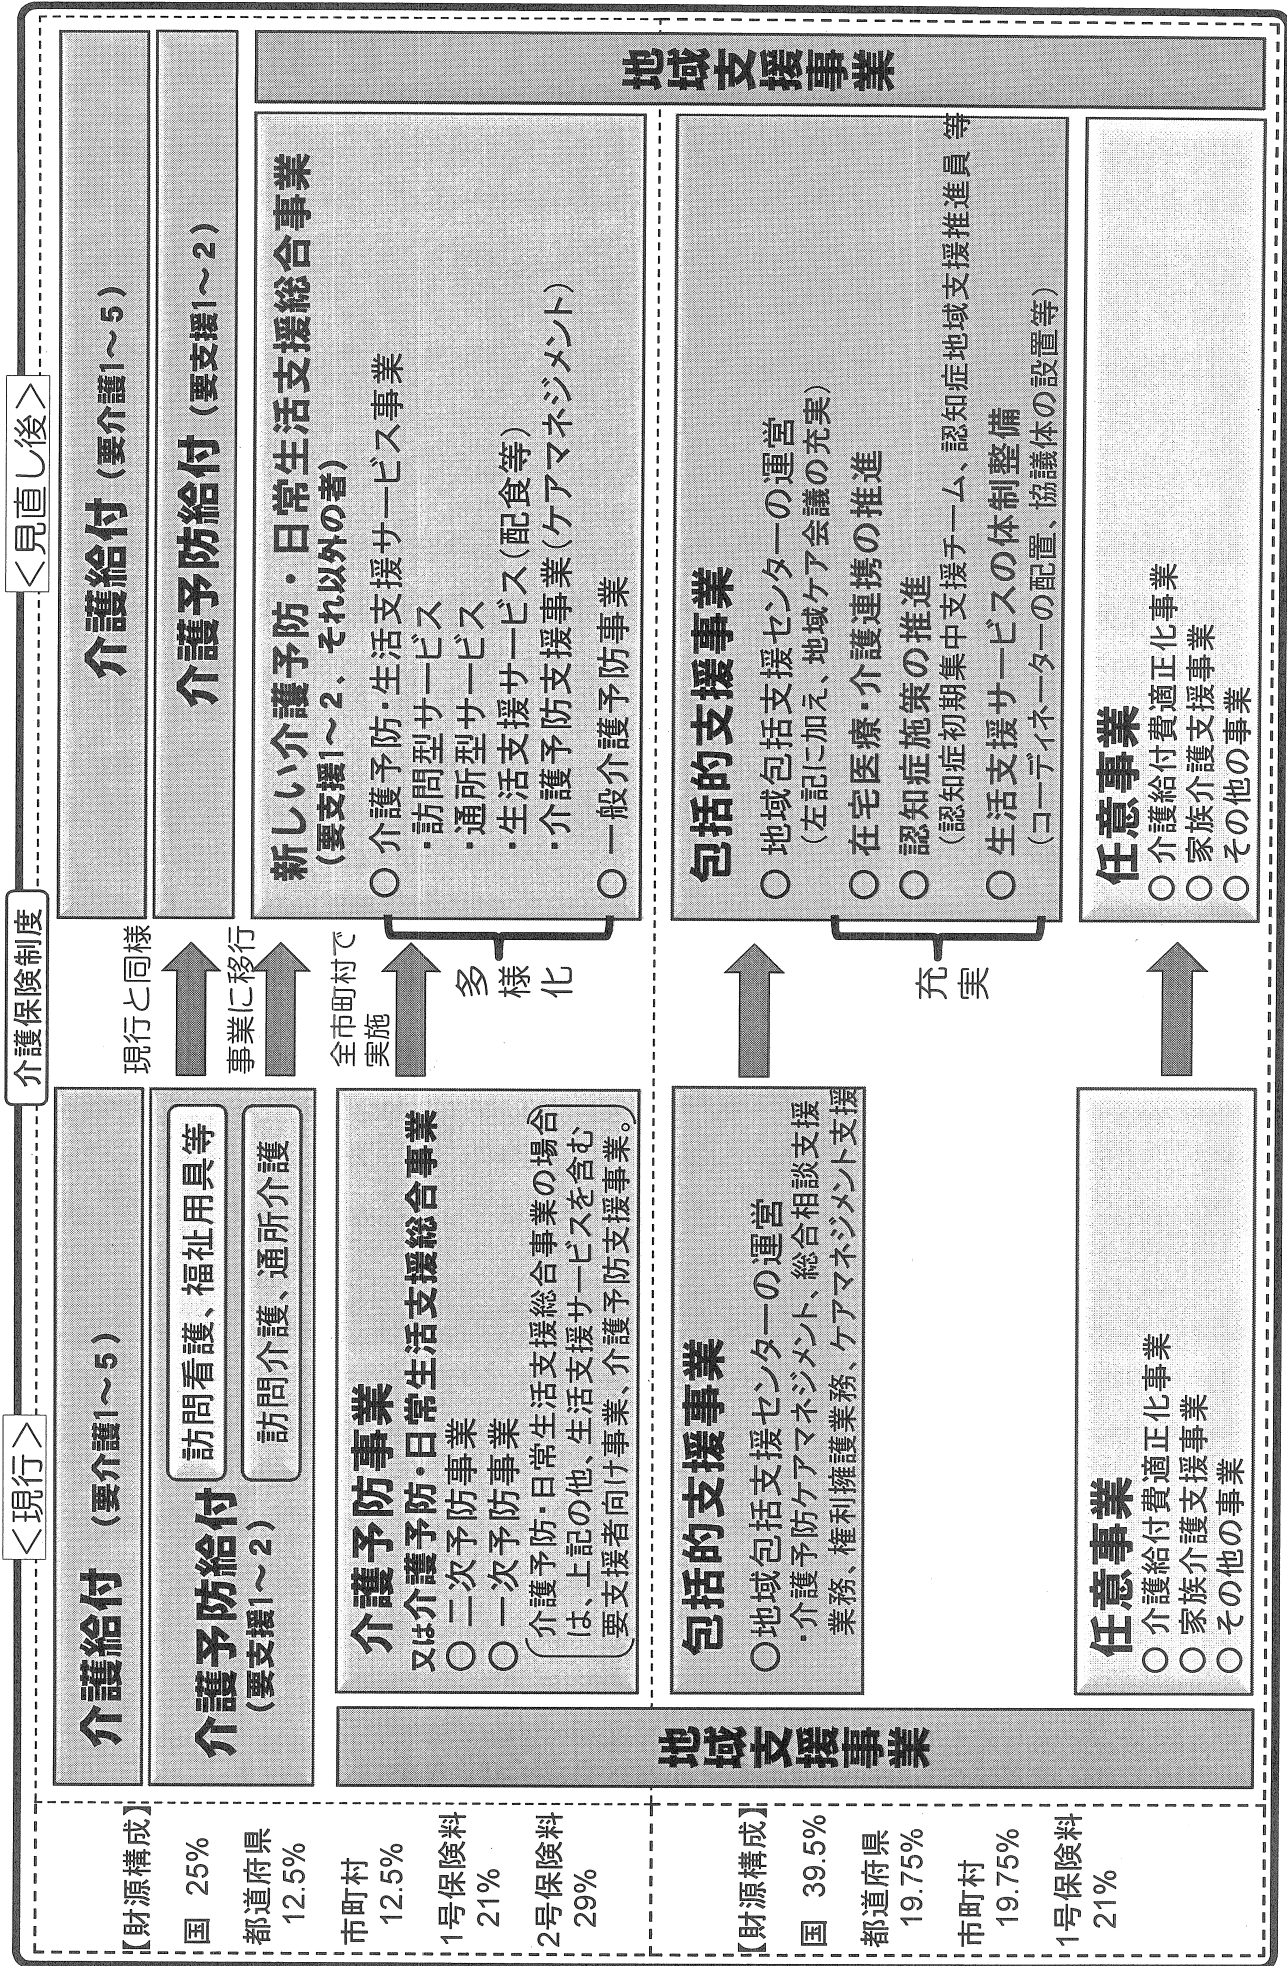 介護保険制度
<現行>
<見直し後>
【財源構成】
国 25%
都道府県
12.5%
市町村
12.5%
1号保険料
21%
2号保険料
29%
【財源構成】
国 39.5%
都道府県
19.75%
市町村
19.75%
1号保険料
21%
介護給付 (要介護1~5)
介護予防給付
(要支援1~2)
訪問看護、福祉用具等
訪問介護、通所介護
介護予防事業
又は介護予防・日常生活支援総合事業
○ 二次予防事業
○ 一次予防事業
介護予防・日常生活支援総合事業の場合
は、上記の他、生活支援サービスを含む
要支援者向け事業、介護予防支援事業。
地域支援事業
包括的支援事業
○地域包括支援センターの運営
・介護予防ケアマネジメント、総合相談支援
業務、権利擁護業務、ケアマネジメント支援
任意事業
○ 介護給付費適正化事業
○ 家族介護支援事業
○ その他の事業
現行と同様
事業に移行
全市町村で
実施
多様化
充実
介護給付 (要介護1~5)
介護予防給付 (要支援1~2)
新しい介護予防・日常生活支援総合事業
(要支援1~2、それ以外の者)
○ 介護予防・生活支援サービス事業
・訪問型サービス
・通所型サービス
・生活支援サービス(配食等)
・介護予防支援事業(ケアマネジメント)
○ 一般介護予防事業
包括的支援事業
○ 地域包括支援センターの運営
(左記に加え、地域ケア会議の充実)
○ 在宅医療・介護連携の推進
○ 認知症施策の推進
(認知症初期集中支援チーム、認知症地域支援推進員 等)
○ 生活支援サービスの体制整備
(コーディネーターの配置、協議体の設置等)
任意事業
○ 介護給付費適正化事業
○ 家族介護支援事業
○ その他の事業
地域支援事業